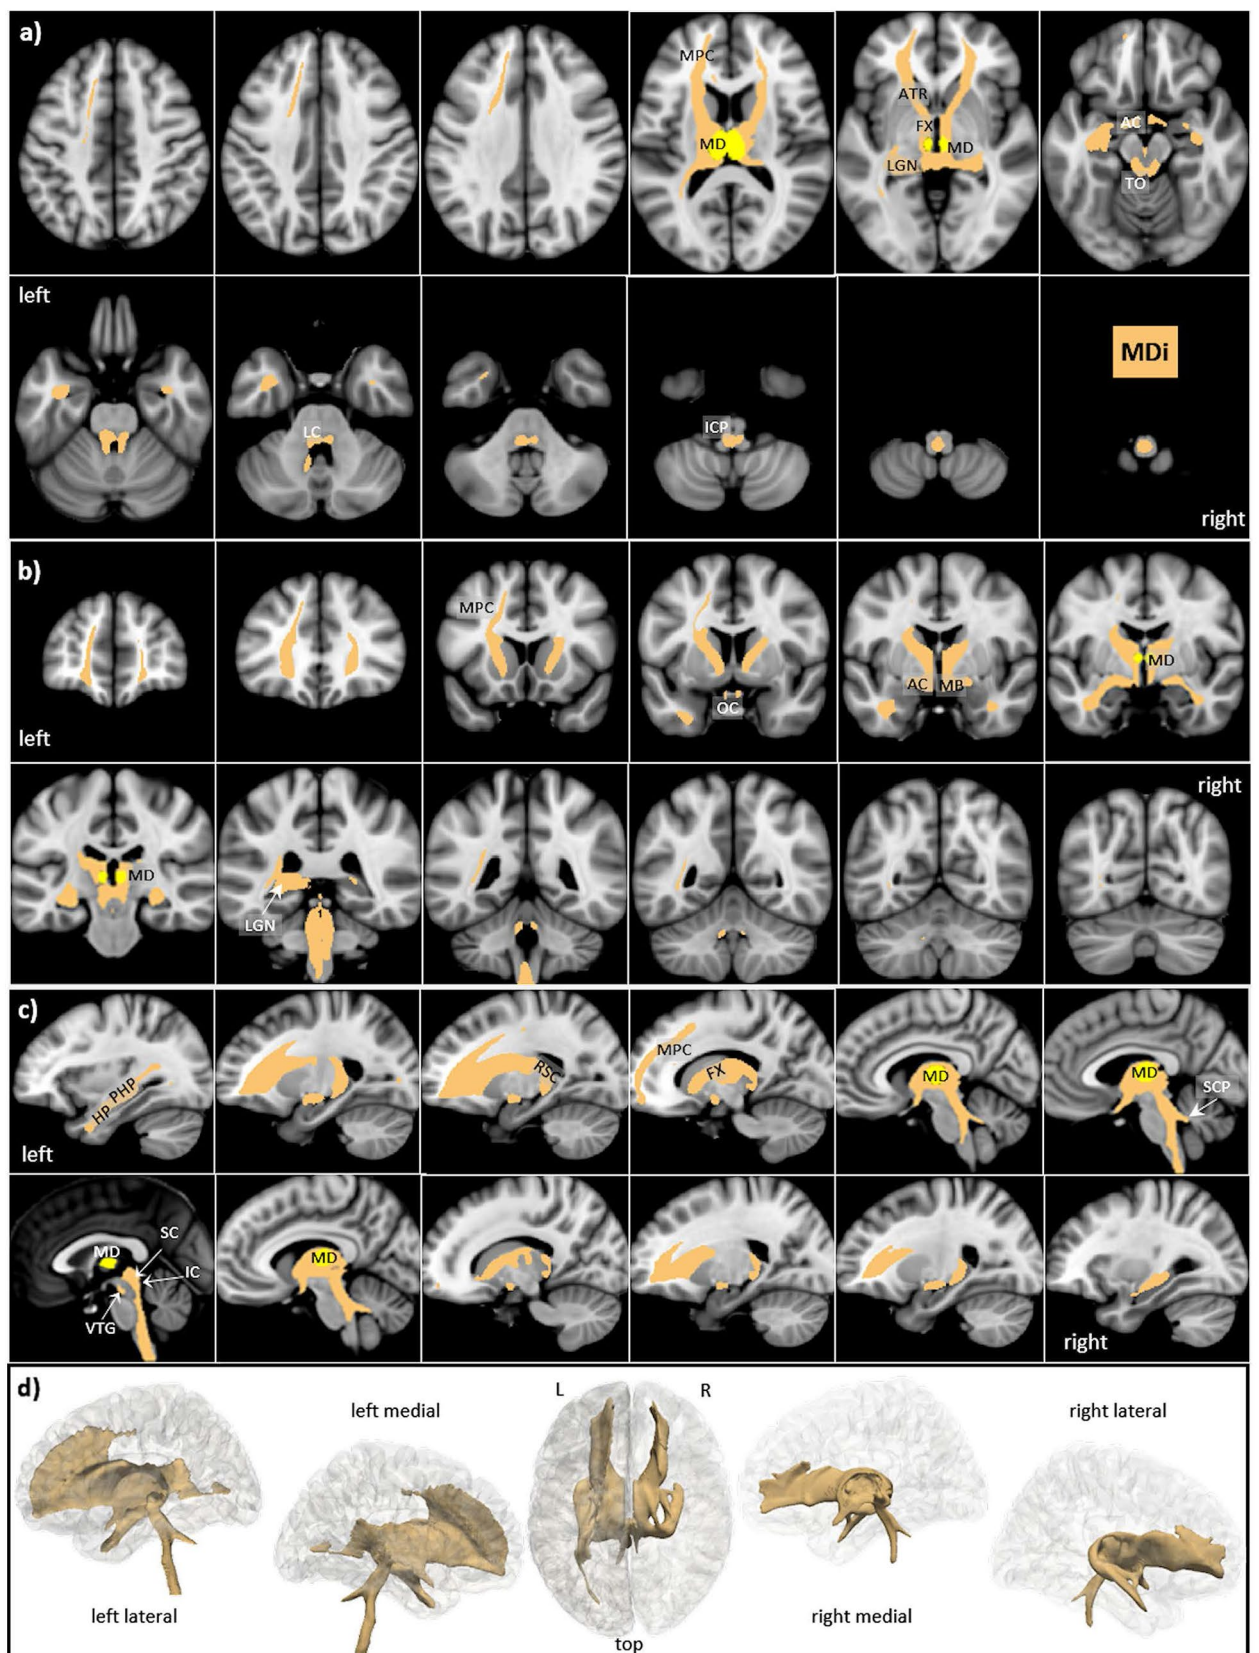 a)
MPC
MD
ATR
FX
MD
LGN
AC
TO
left
LC
ICP
MDi
right
b)
left
MPC
OC
AC MB
MD
right
MD
LGN
1
c)
left
HP PHP
RSC
MPC
FX
MD
MD
SCP
MD
SC
IC
VTG
MD
right
d)
left lateral
left medial
L
R
top
right medial
right lateral